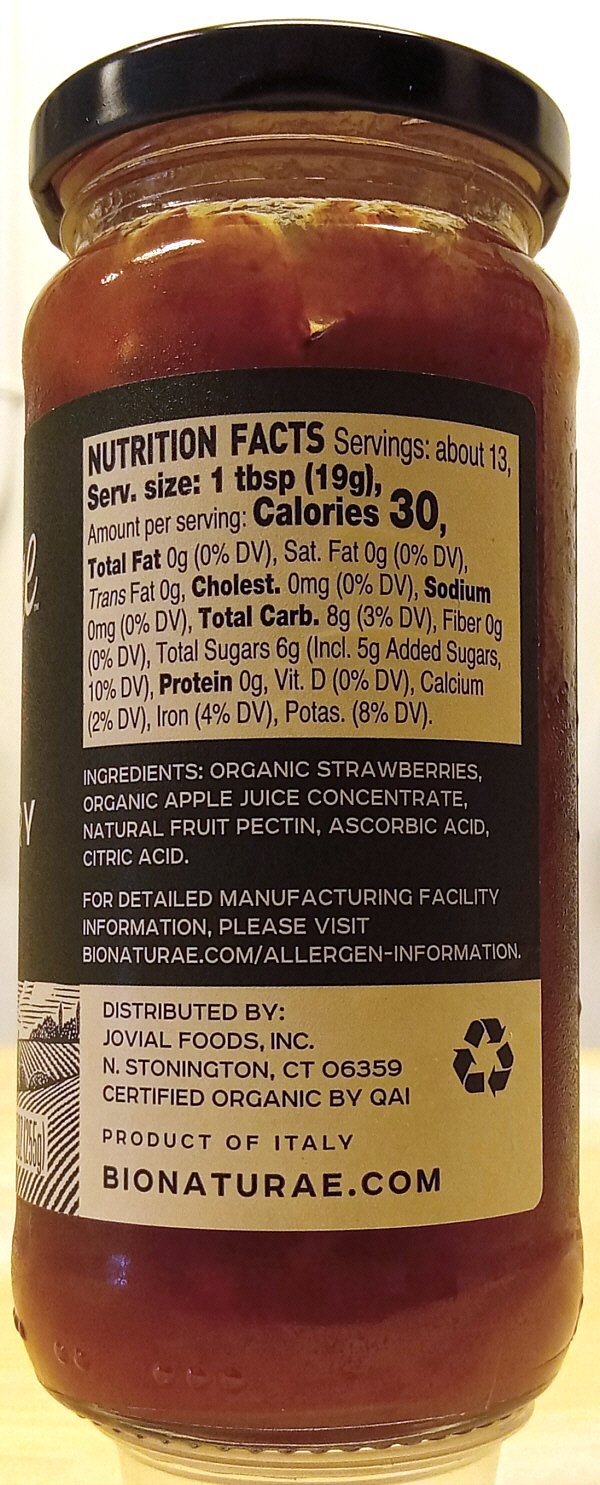 NUTRITION FACTS Servings: about 13,
Serv. size: 1 tbsp (19g),
Amount per serving: Calories 30,
Total Fat 0g (0% DV), Sat. Fat 0g (0% DV),
Trans Fat 0g, Cholest. 0mg (0% DV), Sodium
0mg (0% DV), Total Carb. 8g (3% DV), Fiber 0g
(0% DV), Total Sugars 6g (Incl. 5g Added Sugars,
10% DV), Protein 0g, Vit. D (0% DV), Calcium
(2% DV), Iron (4% DV), Potas. (8% DV).
INGREDIENTS: ORGANIC STRAWBERRIES,
ORGANIC APPLE JUICE CONCENTRATE,
NATURAL FRUIT PECTIN, ASCORBIC ACID,
CITRIC ACID.
FOR DETAILED MANUFACTURING FACILITY
INFORMATION, PLEASE VISIT
BIONATURAE.COM/ALLERGEN-INFORMATION.
DISTRIBUTED BY:
JOVIAL FOODS, INC.
N. STONINGTON, CT 06359
CERTIFIED ORGANIC BY QAI
PRODUCT OF ITALY
BIONATURAE.COM